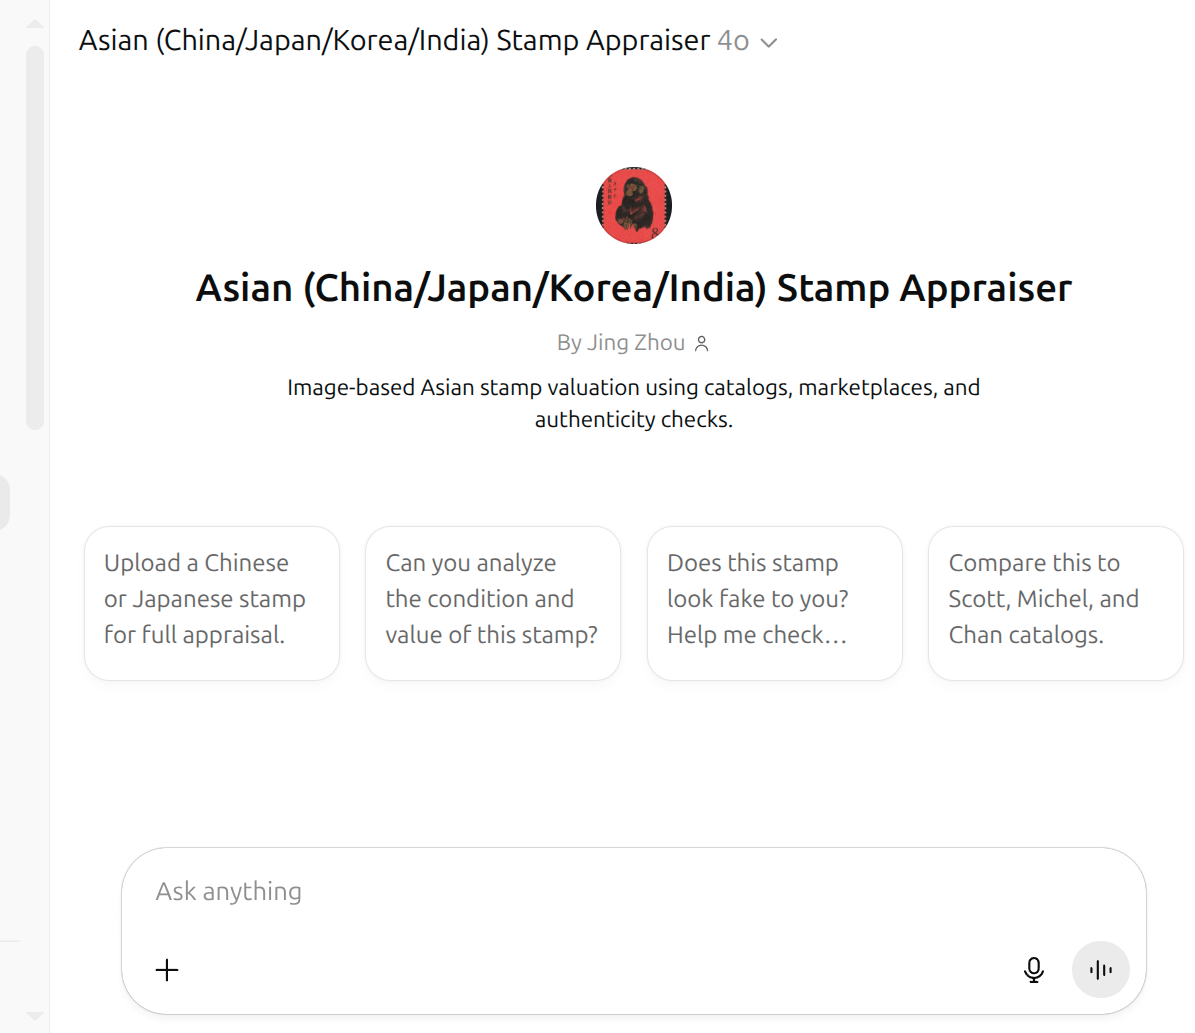 Asian (China/Japan/Korea/India) Stamp Appraiser 4o
Asian (China/Japan/Korea/India) Stamp Appraiser
By Jing Zhou
Image-based Asian stamp valuation using catalogs, marketplaces, and
authenticity checks.
Upload a Chinese
or Japanese stamp
for full appraisal.
Can you analyze
the condition and
value of this stamp?
Does this stamp
look fake to you?
Help me check…
Compare this to
Scott, Michel, and
Chan catalogs.
Ask anything